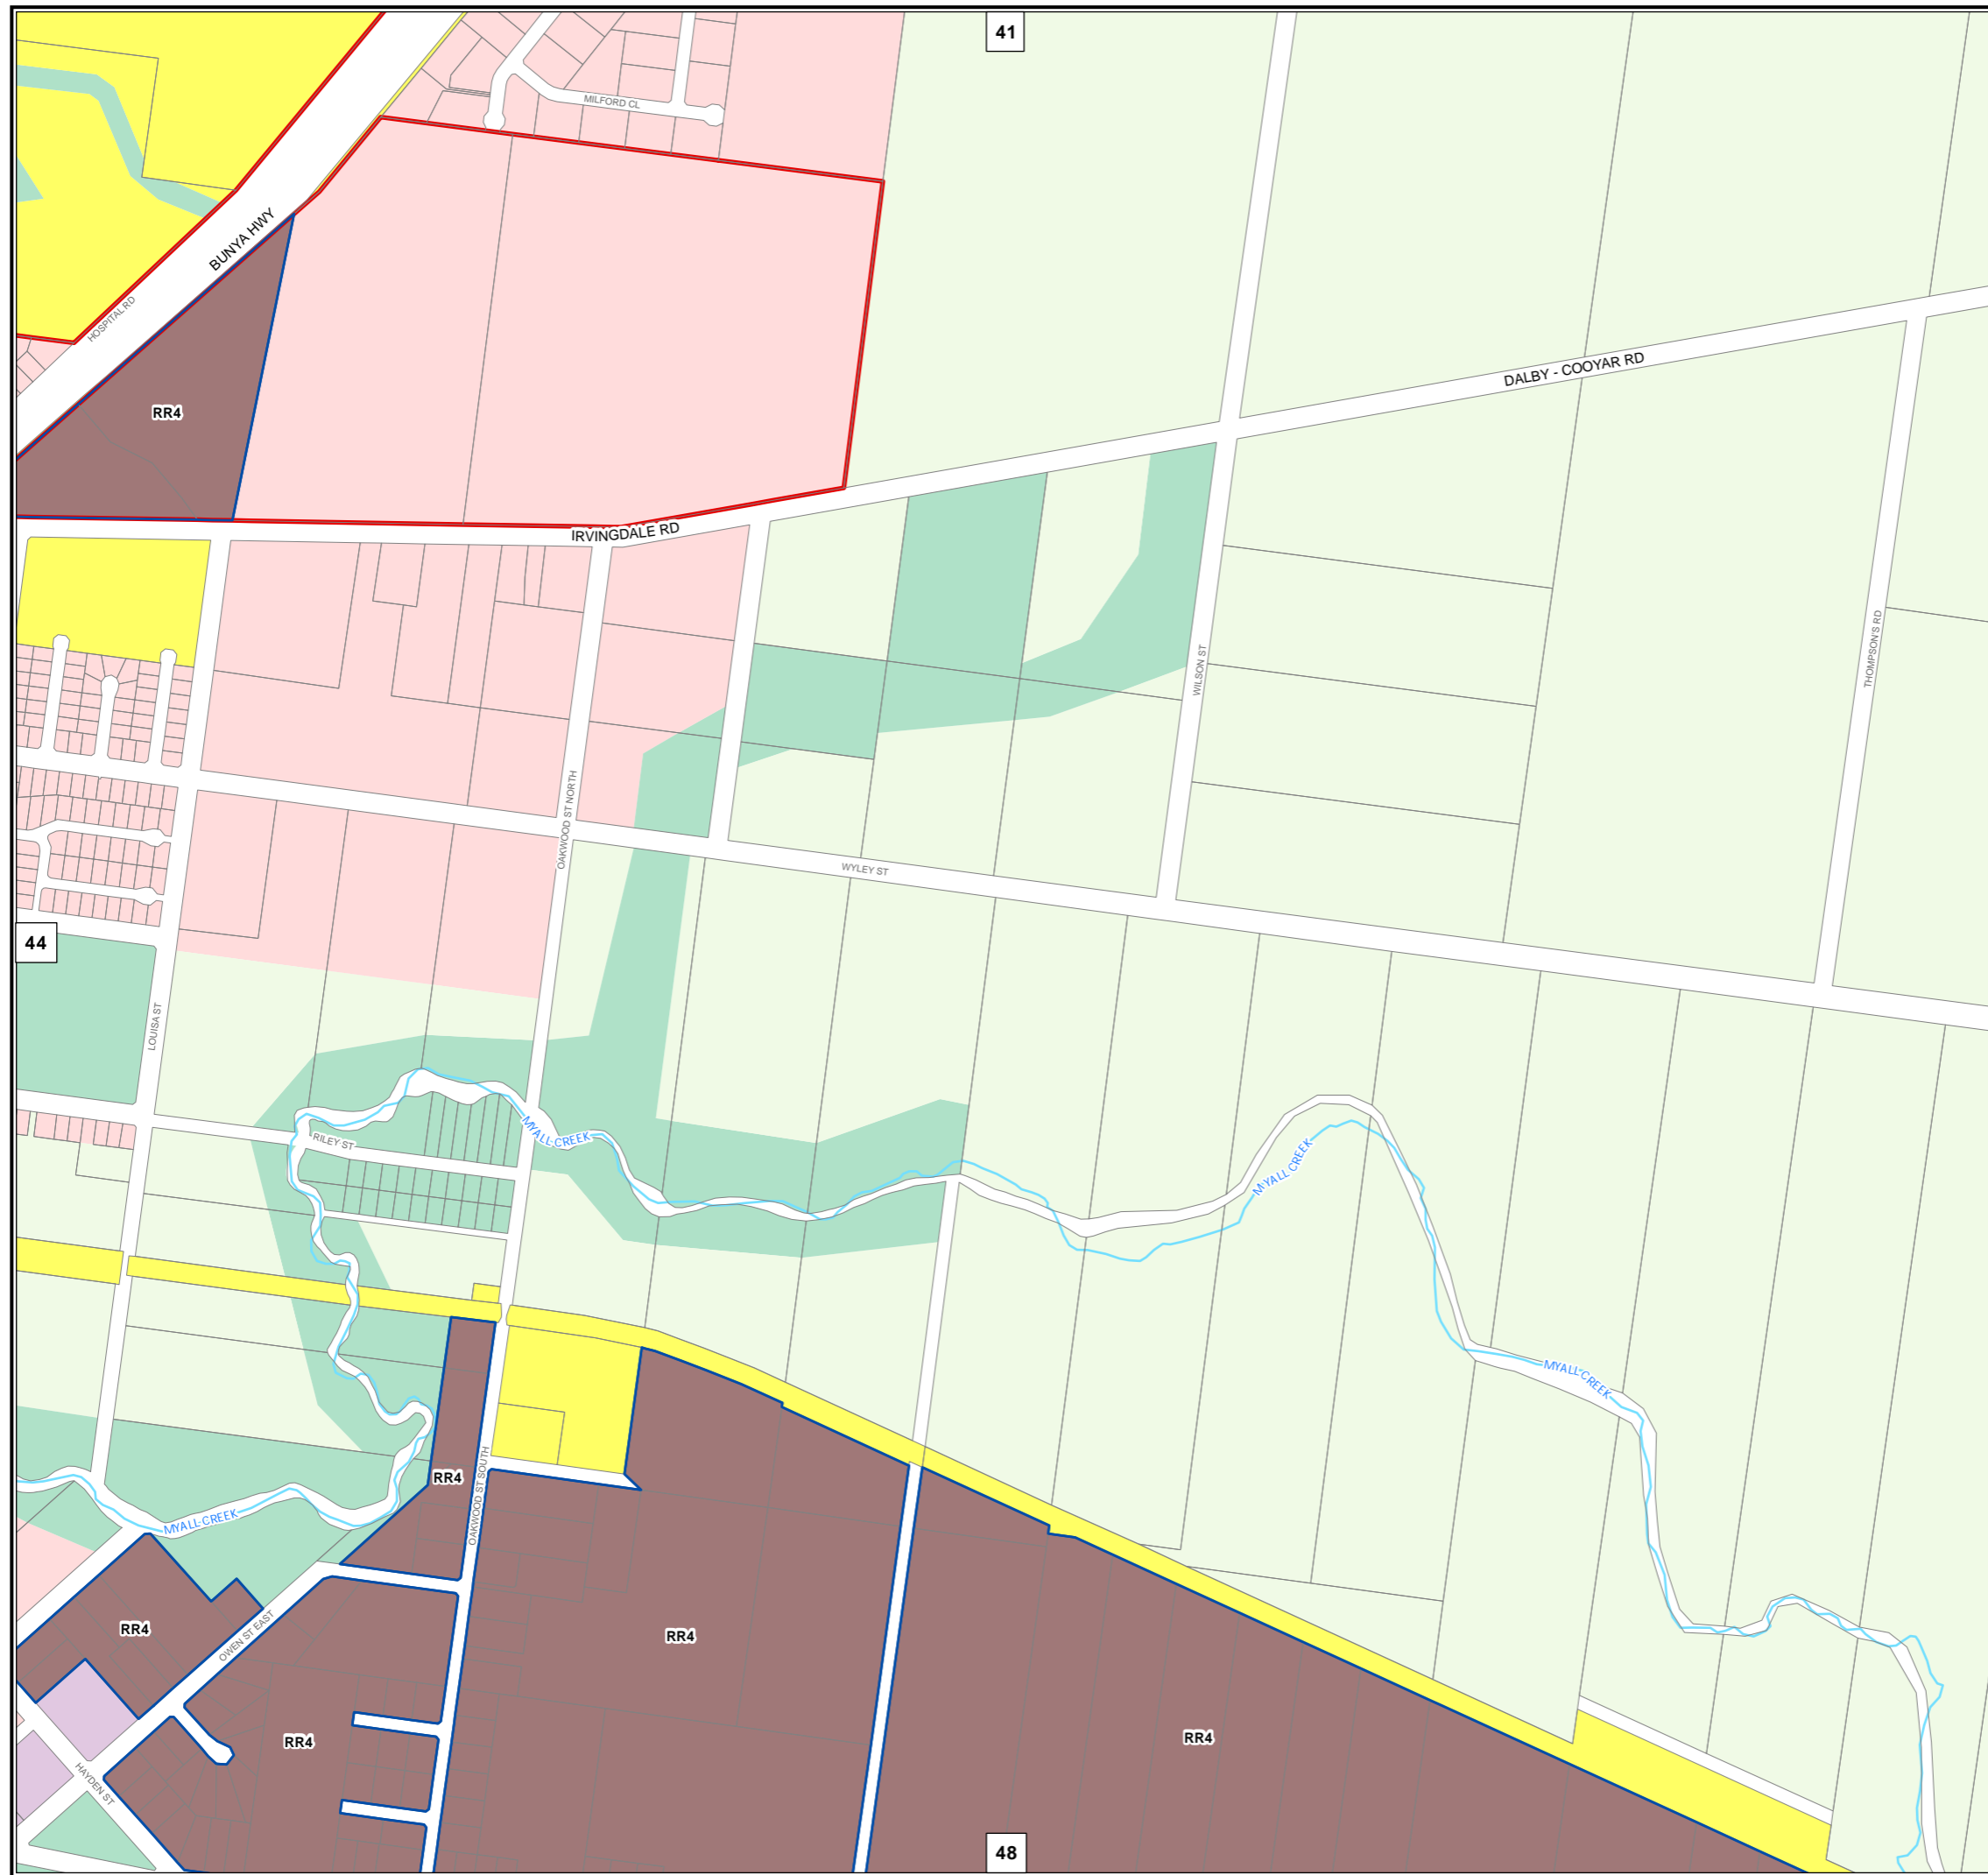 41
MILFORD CL
BUNYA HWY
HOSPITAL RD
DALBY - COOYAR RD
RR4
IRVINGDALE RD
THOMPSON'S RD
WILSON ST
OAKWOOD ST NORTH
WYLEY ST
44
LOUISA ST
MYALL CREEK
RILEY ST
MYALL CREEK
MYALL CREEK
RR4
OAKWOOD ST SOUTH
MYALL CREEK
RR4
OWEN ST EAST
RR4
RR4
RR4
HAYDEN ST
48